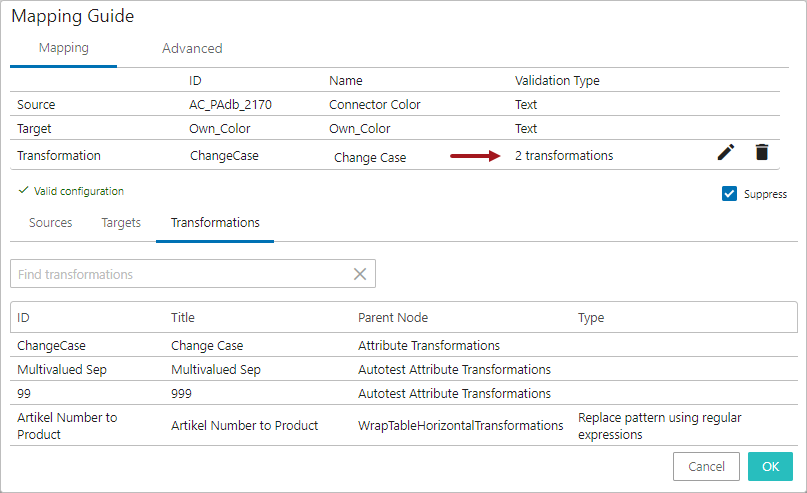 Mapping Guide
Mapping Advanced
ID Name Validation Type
Source AC_PAdb_2170 Connector Color Text
Target Own_Color Own_Color Text
Transformation ChangeCase Change Case 2 transformations
Valid configuration
Suppress
Sources Targets Transformations
Find transformations
ID Title Parent Node Type
ChangeCase Change Case Attribute Transformations
Multivalued Sep Multivalued Sep Autotest Attribute Transformations
99 999 Autotest Attribute Transformations
Artikel Number to Product Artikel Number to Product WrapTableHorizontalTransformations Replace pattern using regular expressions
Cancel OK